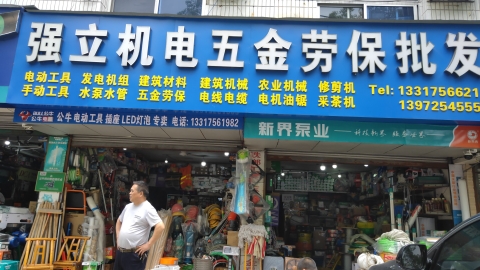 强立机电五金劳保批发
电动工具 发电机组 建筑材料 建筑机械 农业机械 修剪机 Tel: 1331756621
手动工具 水泵水管 五金劳保 电线电缆 电机油锯 采茶机 1397254555
公牛 电动工具 插座 LED灯泡 专卖 电话: 13317561982
新界泵业